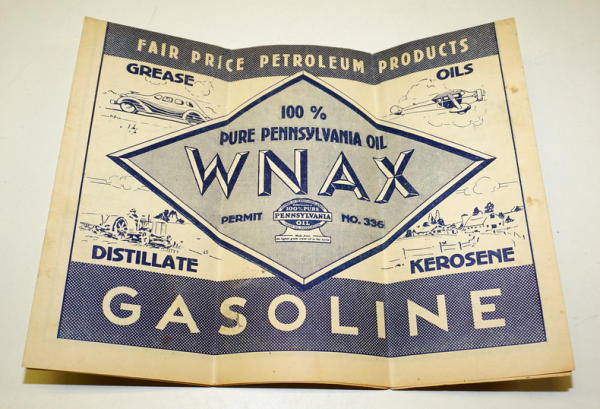 FAIR PRICE PETROLEUM PRODUCTS
GREASE
OILS
100 %
PURE PENNSYLVANIA OIL
WNAX
PERMIT
100% PURE
PENNSYLVANIA
OIL
NO. 336
DISTILLATE
KEROSENE
GASOLINE